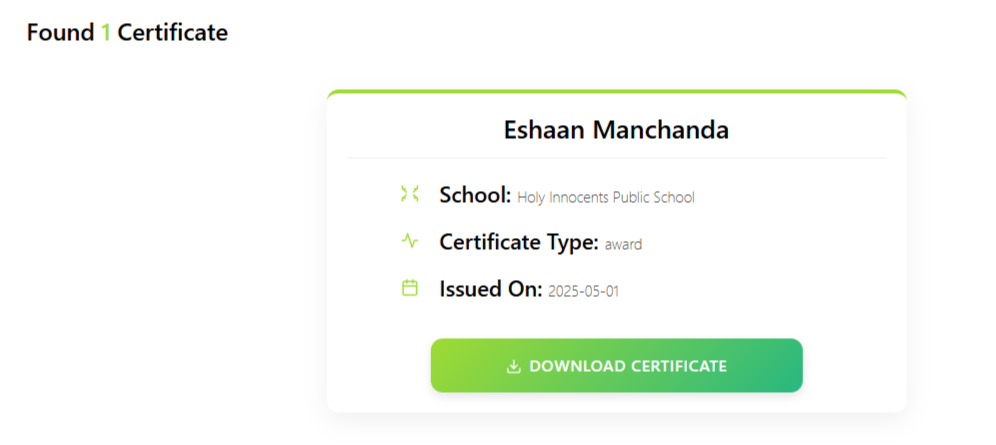 Found 1 Certificate
Eshaan Manchanda
School: Holy Innocents Public School
Certificate Type: award
Issued On: 2025-05-01
DOWNLOAD CERTIFICATE